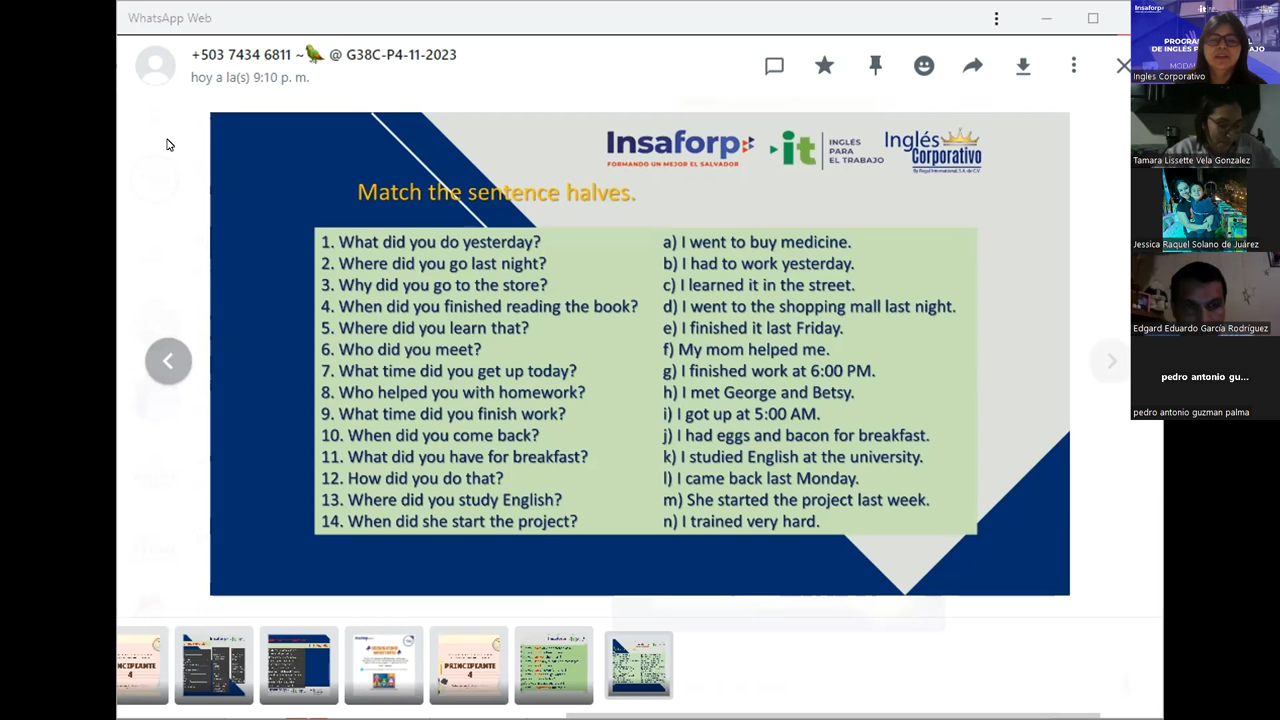 WhatsApp Web
+503 7434 6811 ~ @ G38C-P4-11-2023
hoy a la(s) 9:10 p. m.
Insaforp
FORMANDO UN MEJOR EL SALVADOR
it
INGLÉS
PARA
EL TRABAJO
Inglés
Corporativo
By Regal International, S.A. de C.V.
Match the sentence halves.
1. What did you do yesterday?
2. Where did you go last night?
3. Why did you go to the store?
4. When did you finished reading the book?
5. Where did you learn that?
6. Who did you meet?
7. What time did you get up today?
8. Who helped you with homework?
9. What time did you finish work?
10. When did you come back?
11. What did you have for breakfast?
12. How did you do that?
13. Where did you study English?
14. When did she start the project?
a) I went to buy medicine.
b) I had to work yesterday.
c) I learned it in the street.
d) I went to the shopping mall last night.
e) I finished it last Friday.
f) My mom helped me.
g) I finished work at 6:00 PM.
h) I met George and Betsy.
i) I got up at 5:00 AM.
j) I had eggs and bacon for breakfast.
k) I studied English at the university.
l) I came back last Monday.
m) She started the project last week.
n) I trained very hard.
PRINCIPIANTE
4
Insaforp
it
Ingles Corporativo
Tamara Lissette Vela Gonzalez
Jessica Raquel Solano de Juárez
Edgard Eduardo García Rodríguez
pedro antonio gu...
pedro antonio guzman palma